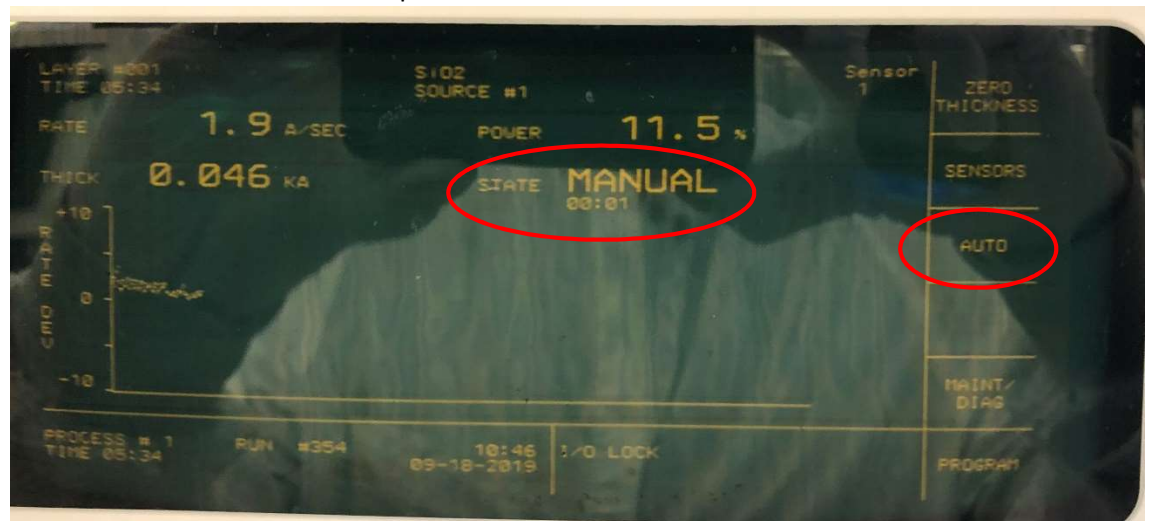 LAYER #001
TIME 05:34
SiO2
SOURCE #1
Sensor
1
RATE 1.9 A/SEC
POWER 11.5 %
THICK 0.046 KA
STATE MANUAL
00:01
+10
0
-10
RATE DEV
ZERO
THICKNESS
SENSORS
AUTO
MAINT/
DIAG
PROGRAM
PROCESS # 1
TIME 05:34
RUN #354
10:46
09-18-2019
I/O LOCK